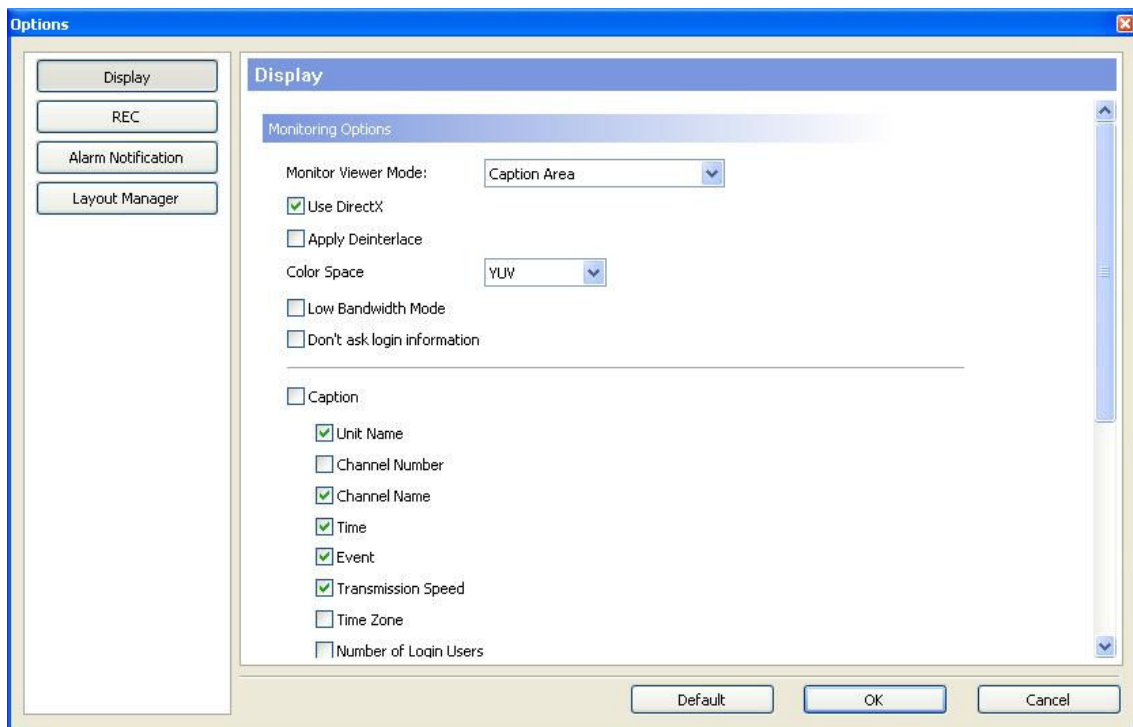 Options
Display
REC
Alarm Notification
Layout Manager
Display
Monitoring Options
Monitor Viewer Mode: Caption Area
Use DirectX
Apply Deinterlace
Color Space YUV
Low Bandwidth Mode
Don't ask login information
Caption
Unit Name
Channel Number
Channel Name
Time
Event
Transmission Speed
Time Zone
Number of Login Users
Default OK Cancel